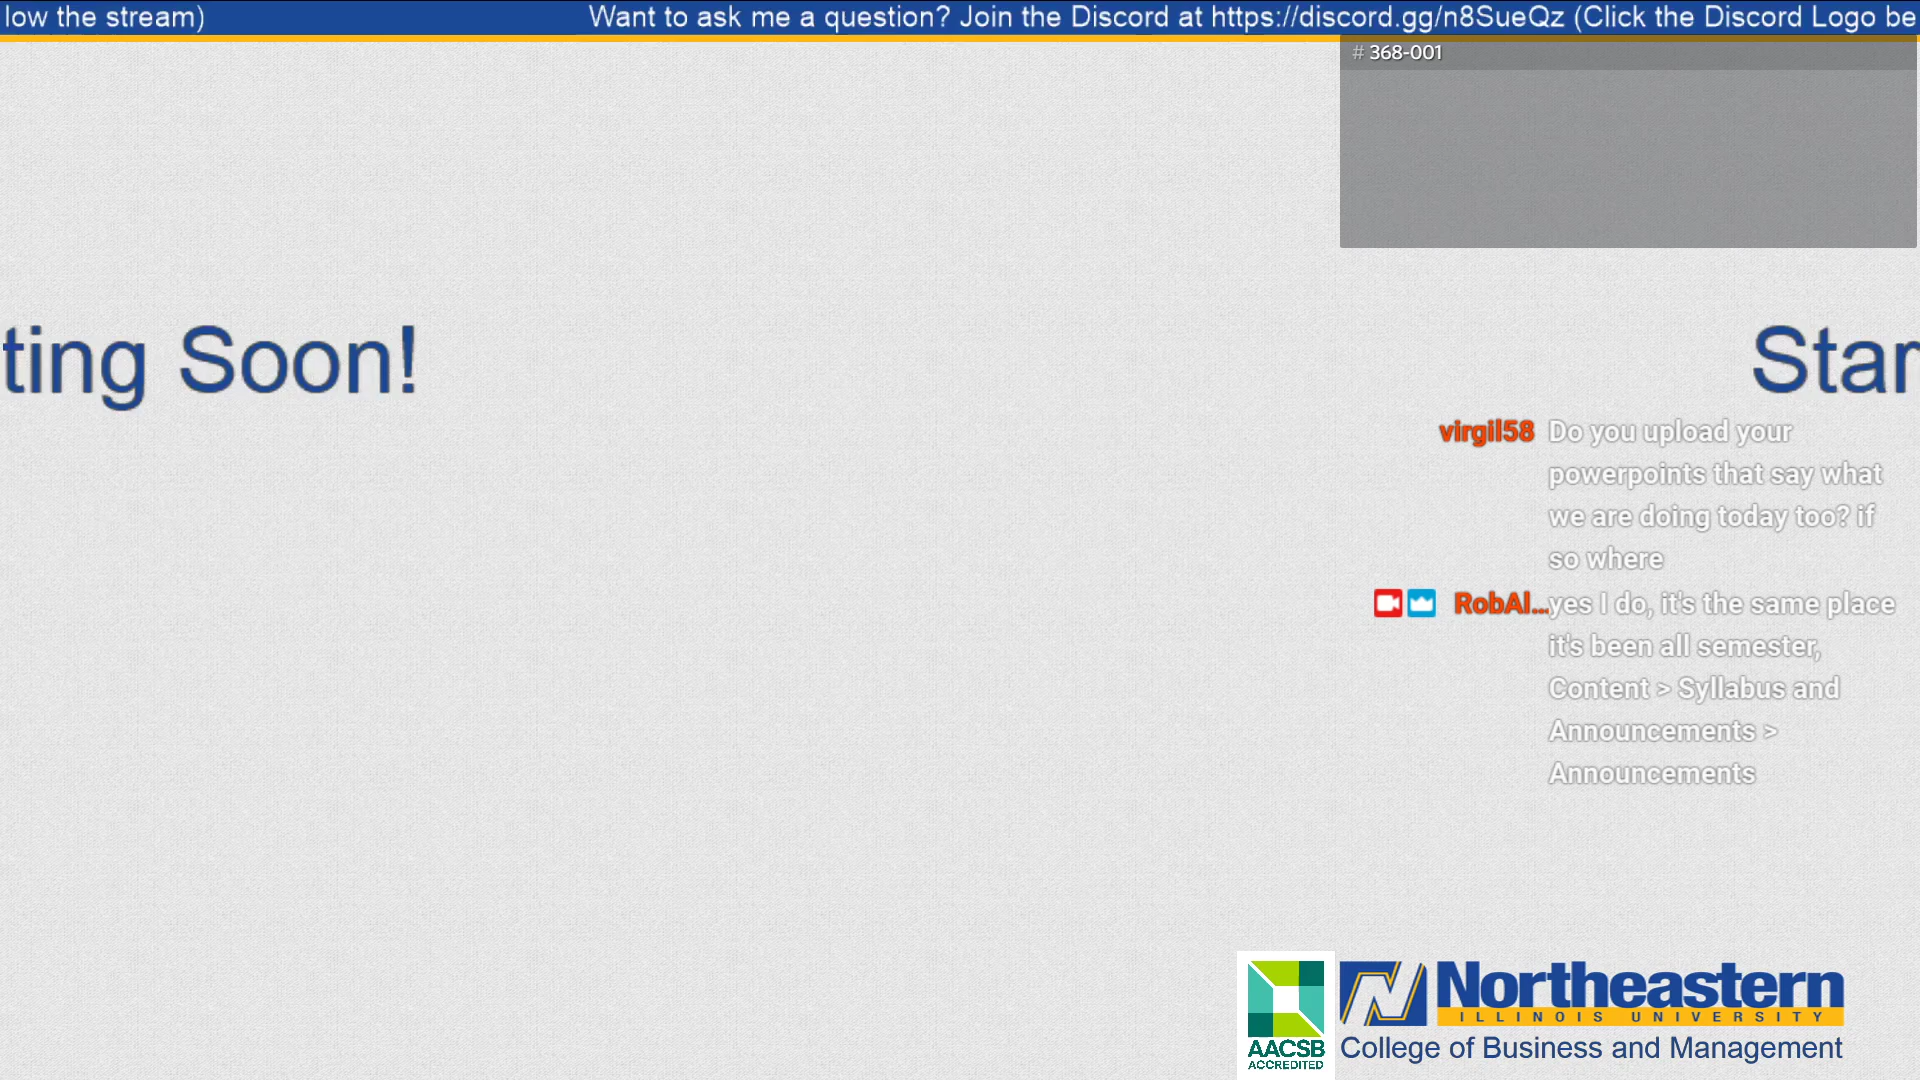 low the stream)
Want to ask me a question? Join the Discord at https://discord.gg/n8SueQz (Click the Discord Logo be
# 368-001
ting Soon!
Star
virgil58 Do you upload your
powerpoints that say what
we are doing today too? if
so where
RobAl... yes I do, it's the same place
it's been all semester,
Content > Syllabus and
Announcements >
Announcements
AACSB
ACCREDITED
N Northeastern
ILLINOIS UNIVERSITY
College of Business and Management